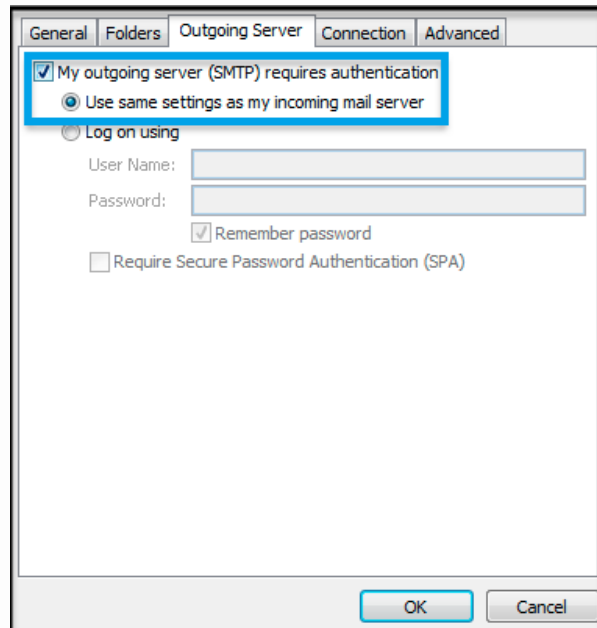 General Folders Outgoing Server Connection Advanced
My outgoing server (SMTP) requires authentication
Use same settings as my incoming mail server
Log on using
User Name:
Password:
Remember password
Require Secure Password Authentication (SPA)
OK Cancel